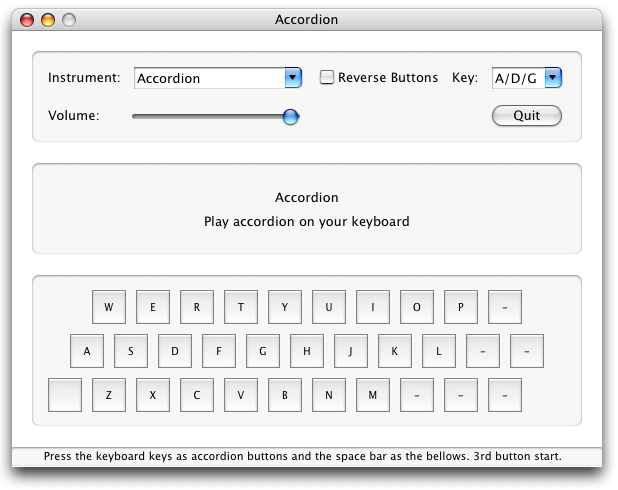 Accordion
Instrument: Accordion Reverse Buttons Key: A/D/G
Volume: Quit
Accordion
Play accordion on your keyboard
W E R T Y U I O P –
A S D F G H J K L – –
Z X C V B N M – – –
Press the keyboard keys as accordion buttons and the space bar as the bellows. 3rd button start.